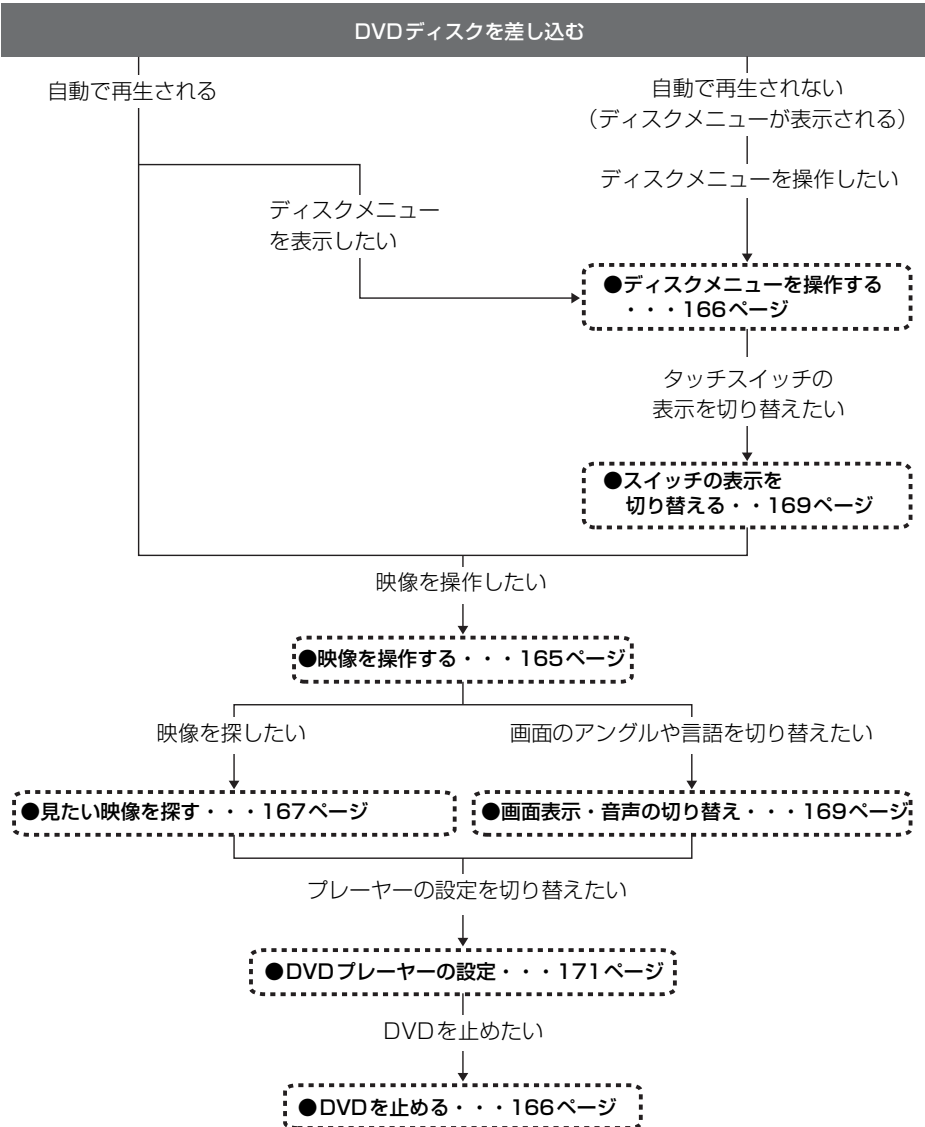 DVDディスクを差し込む
自動で再生される
自動で再生されない
（ディスクメニューが表示される）
ディスクメニューを操作したい
ディスクメニュー
を表示したい
●ディスクメニューを操作する
・・・166ページ
タッチスイッチの
表示を切り替えたい
●スイッチの表示を
切り替える・・169ページ
映像を操作したい
●映像を操作する・・・165ページ
映像を探したい
画面のアングルや言語を切り替えたい
●見たい映像を探す・・・167ページ
●画面表示・音声の切り替え・・・169ページ
プレーヤーの設定を切り替えたい
●DVDプレーヤーの設定・・・171ページ
DVDを止めたい
●DVDを止める・・・166ページ